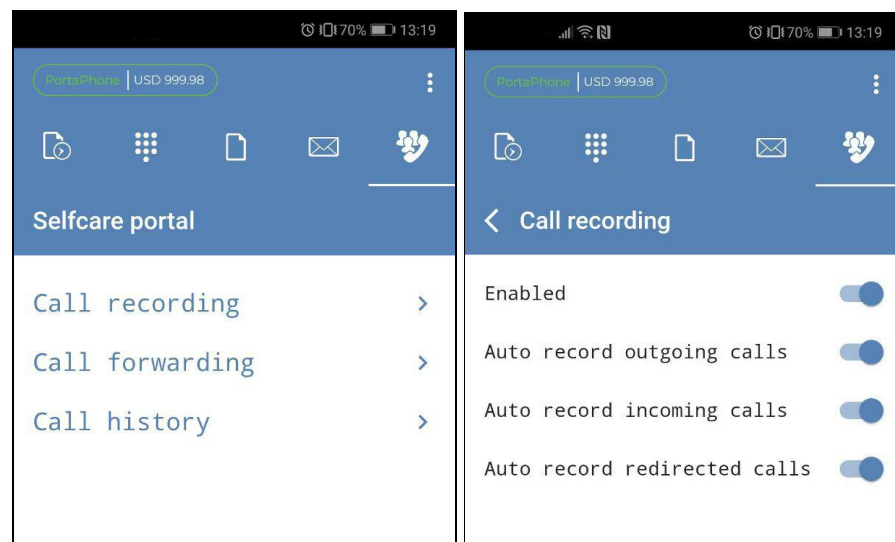 70% 13:19
PortaPhone | USD 999.98
Selfcare portal
Call recording
Call forwarding
Call history
70% 13:19
PortaPhone | USD 999.98
Call recording
Enabled
Auto record outgoing calls
Auto record incoming calls
Auto record redirected calls